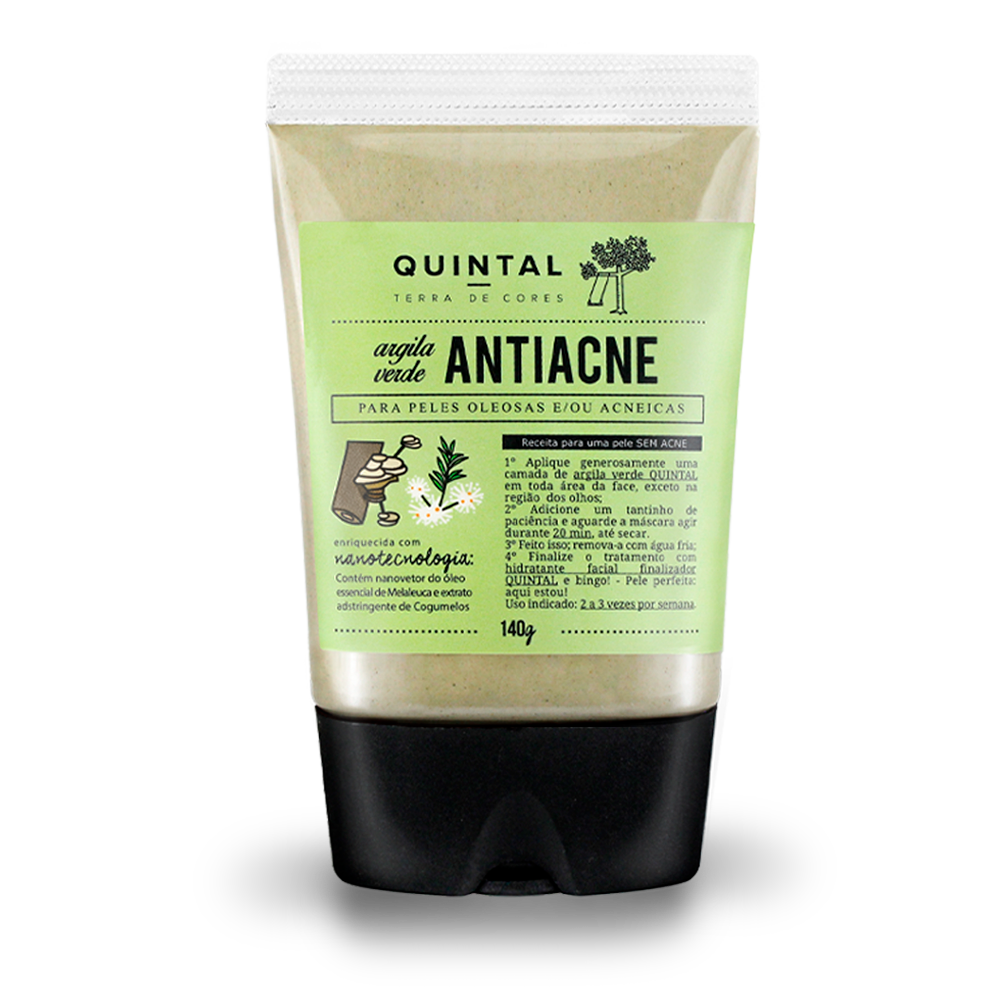 QUINTAL
TERRA DE CORES
argila
verde
ANTIACNE
PARA PELES OLEOSAS E/OU ACNEICAS
enriquecida com
nanotecnologia:
Contém nanovetor do óleo
essencial de Melaleuca e extrato
adstringente de Cogumelos
Receita para uma pele SEM ACNE
1º Aplique generosamente uma
camada de argila verde QUINTAL
em toda área da face, exceto na
região dos olhos;
2º Adicione um tantinho de
paciência e aguarde a máscara agir
durante 20 min, até secar.
3º Feito isso; remova-a com água fria;
4º Finalize o tratamento com
hidratante facial finalizador
QUINTAL e bingo! - Pele perfeita:
aqui estou!
Uso indicado: 2 a 3 vezes por semana.
140g